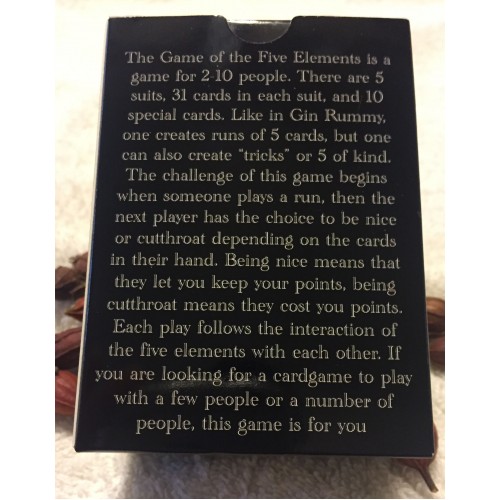 The Game of the Five Elements is a
game for 2-10 people. There are 5
suits, 31 cards in each suit, and 10
special cards. Like in Gin Rummy,
one creates runs of 5 cards, but one
can also create "tricks" or 5 of kind.
The challenge of this game begins
when someone plays a run, then the
next player has the choice to be nice
or cutthroat depending on the cards
in their hand. Being nice means that
they let you keep your points, being
cutthroat means they cost you points.
Each play follows the interaction of
the five elements with each other. If
you are looking for a cardgame to play
with a few people or a number of
people, this game is for you